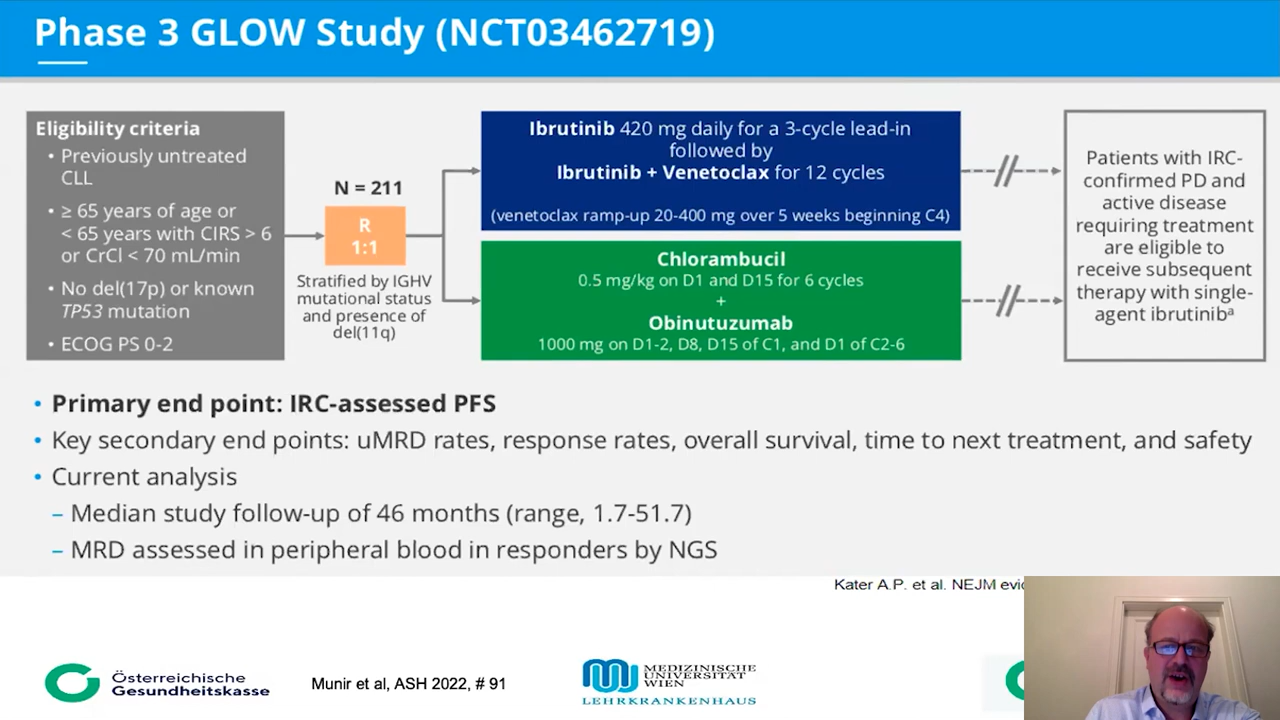 Phase 3 GLOW Study (NCT03462719)
Eligibility criteria
• Previously untreated
CLL
• ≥ 65 years of age or
< 65 years with CIRS > 6
or CrCl < 70 mL/min
• No del(17p) or known
TP53 mutation
• ECOG PS 0-2
N = 211
R
1:1
Stratified by IGHV
mutational status
and presence of
del(11q)
Ibrutinib 420 mg daily for a 3-cycle lead-in
followed by
Ibrutinib + Venetoclax for 12 cycles
(venetoclax ramp-up 20-400 mg over 5 weeks beginning C4)
Chlorambucil
0.5 mg/kg on D1 and D15 for 6 cycles
+
Obinutuzumab
1000 mg on D1-2, D8, D15 of C1, and D1 of C2-6
Patients with IRC-
confirmed PD and
active disease
requiring treatment
are eligible to
receive subsequent
therapy with single-
agent ibrutinibᵃ
• Primary end point: IRC-assessed PFS
• Key secondary end points: uMRD rates, response rates, overall survival, time to next treatment, and safety
• Current analysis
– Median study follow-up of 46 months (range, 1.7-51.7)
– MRD assessed in peripheral blood in responders by NGS
Kater A.P. et al. NEJM
Österreichische
Gesundheitskasse
Munir et al, ASH 2022, # 91
MEDIZINISCHE
UNIVERSITÄT
WIEN
LEHRKRANKENHAUS